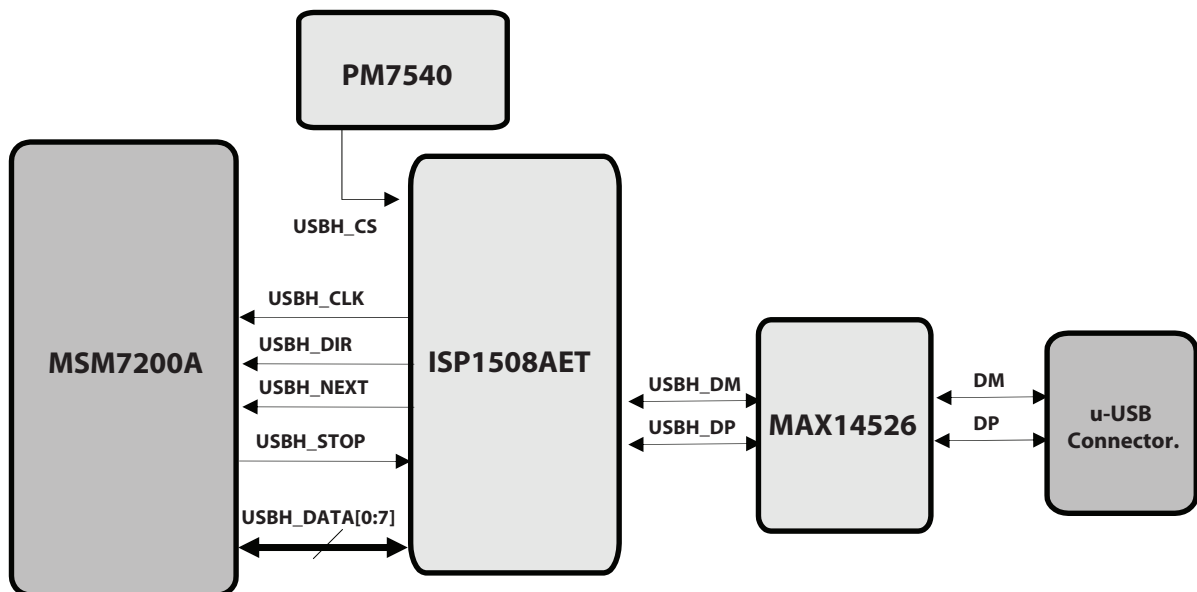 PM7540
USBH_CS
USBH_CLK
USBH_DIR
MSM7200A
ISP1508AET
USBH_NEXT
USBH_STOP
USBH_DATA[0:7]
USBH_DM
USBH_DP
MAX14526
DM
DP
u-USB
Connector.